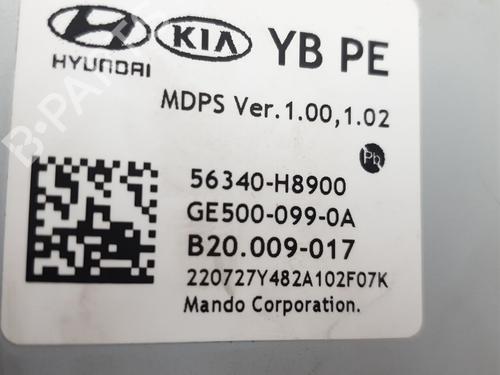 HYUNDAI KIA YB PE
MDPS Ver.1.00,1.02
Pb
56340-H8900
GE500-099-0A
B20.009-017
220727Y482A102F07K
Mando Corporation.